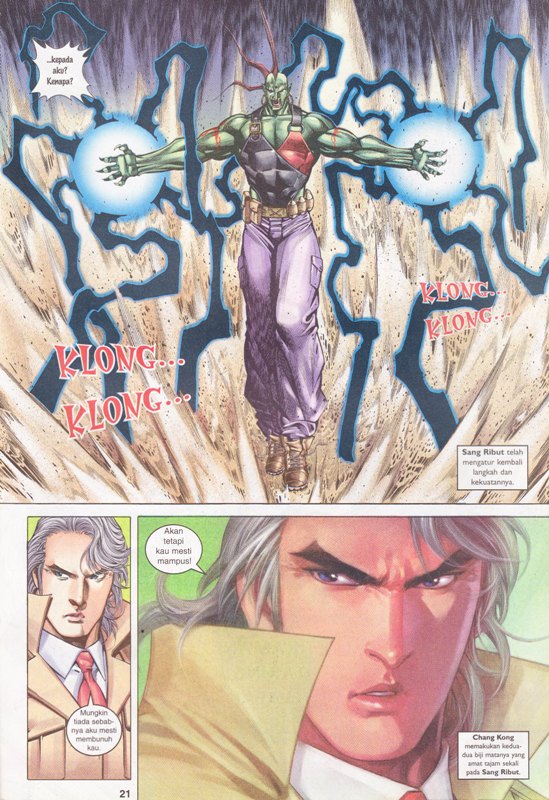 ...kepada
aku?
Kenapa?
KLONG...
KLONG...
KLONG...
KLONG...
Sang Ribut telah
mengatur kembali
langkah dan
kekuatannya.
Mungkin
tiada sebab-
nya aku mesti
membunuh
kau.
Akan
tetapi
kau mesti
mampus!
Chang Kong
memakukan kedua-
dua biji matanya yang
amat tajam sekali
pada Sang Ribut.
21